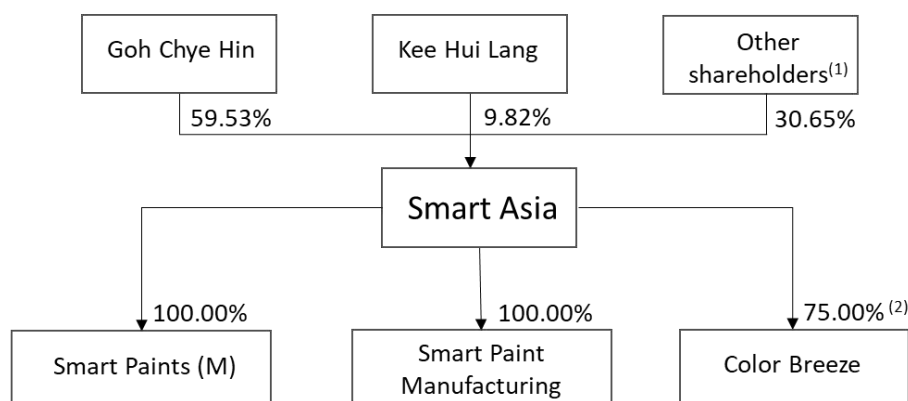 Goh Chye Hin
Kee Hui Lang
Other
shareholders(1)
59.53%
9.82%
30.65%
Smart Asia
100.00%
100.00%
75.00% (2)
Smart Paints (M)
Smart Paint
Manufacturing
Color Breeze